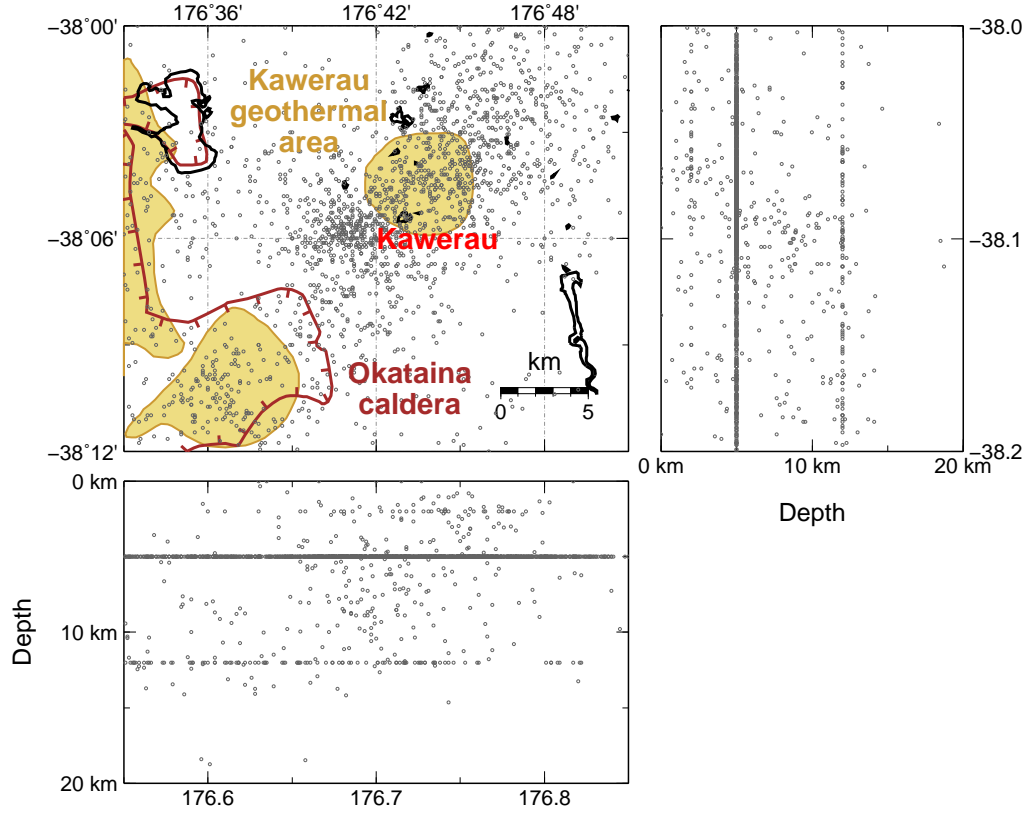 176˚36' 176˚42' 176˚48'
−38˚00'
−38˚06'
−38˚12'
Kawerau
geothermal
area
Kawerau
Okataina
caldera
km
0 5
−38.0
−38.1
−38.2
0 km 10 km 20 km
Depth
0 km
10 km
20 km
Depth
176.6 176.7 176.8